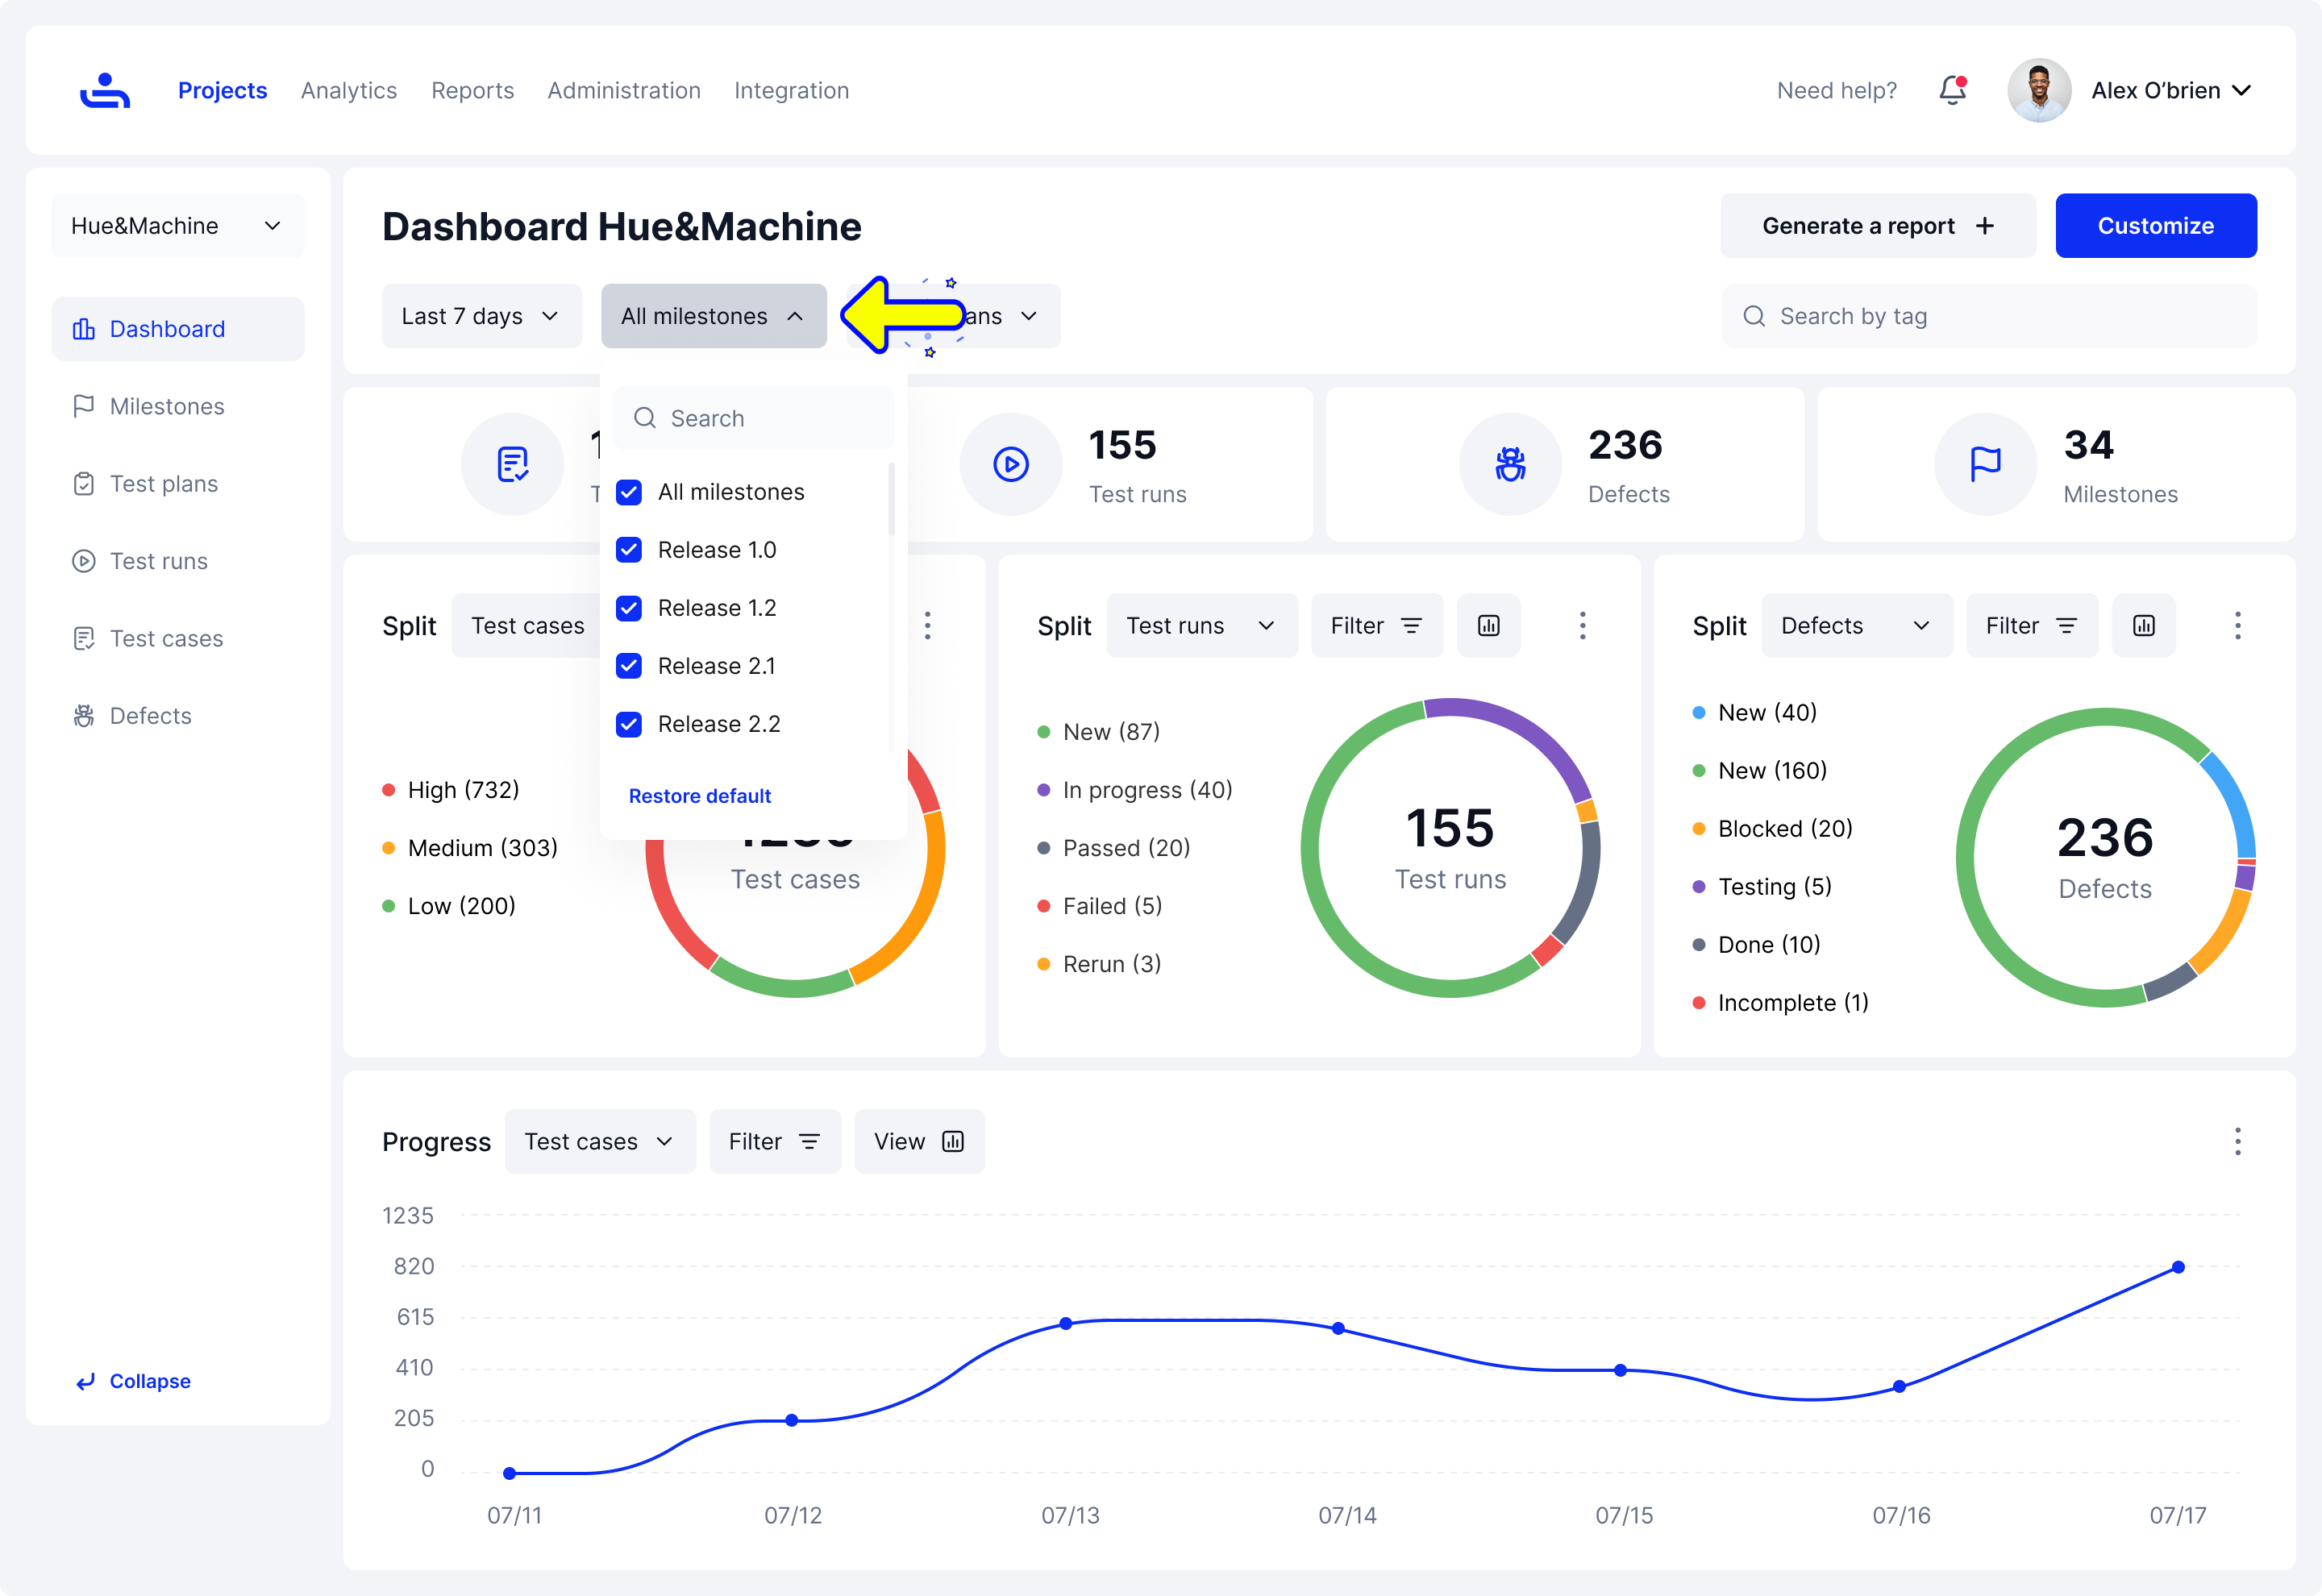 Projects
Analytics
Reports
Administration
Integration
Need help?
Alex O’brien
Hue&Machine
Dashboard
Milestones
Test plans
Test runs
Test cases
Defects
Collapse
Dashboard Hue&Machine
Generate a report
Customize
Last 7 days
All milestones
Search by tag
Search
All milestones
Release 1.0
Release 1.2
Release 2.1
Release 2.2
Restore default
155
Test runs
236
Defects
34
Milestones
Split
Test cases
High (732)
Medium (303)
Low (200)
Test cases
Split
Test runs
Filter
New (87)
In progress (40)
Passed (20)
Failed (5)
Rerun (3)
155
Test runs
Split
Defects
Filter
New (40)
New (160)
Blocked (20)
Testing (5)
Done (10)
Incomplete (1)
236
Defects
Progress
Test cases
Filter
View
1235
820
615
410
205
0
07/11
07/12
07/13
07/14
07/15
07/16
07/17